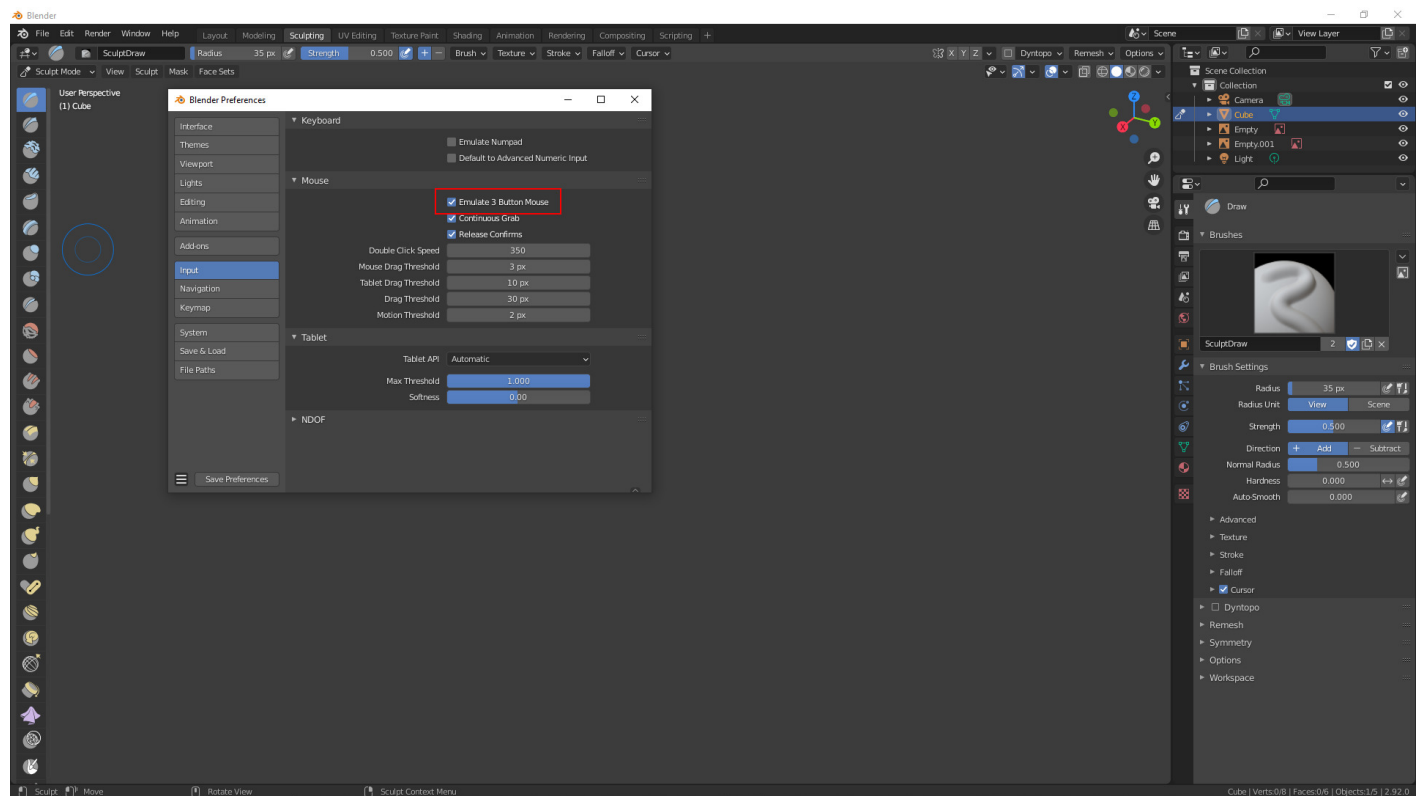 Blender
File Edit Render Window Help Layout Modeling Sculpting UV Editing Texture Paint Shading Animation Rendering Compositing Scripting + Scene View Layer
SculptDraw Radius 35 px Strength 0.500 Brush Texture Stroke Falloff Cursor X Y Z Dyntopo Remesh Options
Sculpt Mode View Sculpt Mask Face Sets
User Perspective
(1) Cube
Blender Preferences
Interface
Themes
Viewport
Lights
Editing
Animation
Add-ons
Input
Navigation
Keymap
System
Save & Load
File Paths
Save Preferences
Keyboard
Emulate Numpad
Default to Advanced Numeric Input
Mouse
Emulate 3 Button Mouse
Continuous Grab
Release Confirms
Double Click Speed 350
Mouse Drag Threshold 3 px
Tablet Drag Threshold 10 px
Drag Threshold 30 px
Motion Threshold 2 px
Tablet
Tablet API Automatic
Max Threshold 1.000
Softness 0.00
NDOF
Z
X
Y
Scene Collection
Collection
Camera
Cube
Empty
Empty.001
Light
Draw
Brushes
SculptDraw 2
Brush Settings
Radius 35 px
Radius Unit View Scene
Strength 0.500
Direction + Add − Subtract
Normal Radius 0.500
Hardness 0.000
Auto-Smooth 0.000
Advanced
Texture
Stroke
Falloff
Cursor
Dyntopo
Remesh
Symmetry
Options
Workspace
Sculpt Move Rotate View Sculpt Context Menu Cube | Verts:0/8 | Faces:0/6 | Objects:1/5 | 2.92.0